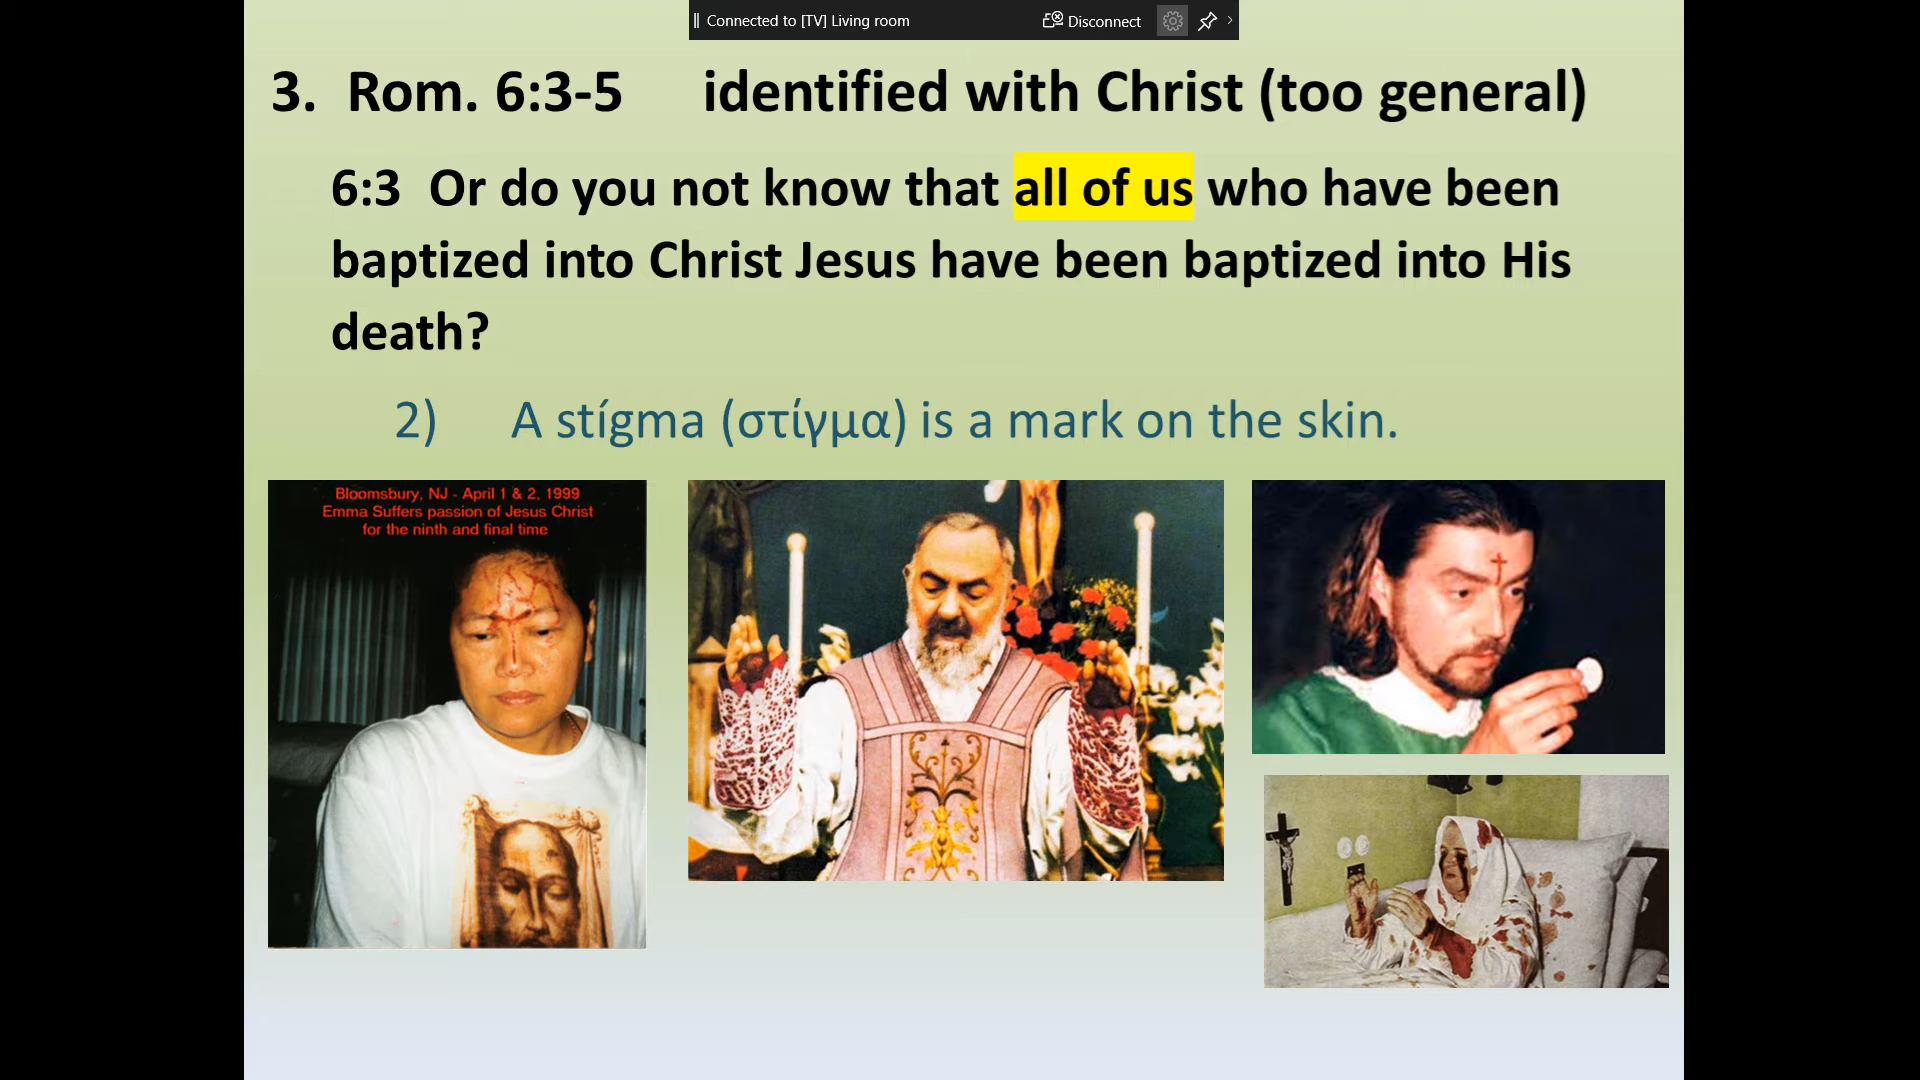 Connected to [TV] Living room Disconnect
3. Rom. 6:3-5 identified with Christ (too general)
6:3 Or do you not know that all of us who have been
baptized into Christ Jesus have been baptized into His
death?
2) A stígma (στίγμα) is a mark on the skin.
Bloomsbury, NJ - April 1 & 2, 1999
Emma Suffers passion of Jesus Christ
for the ninth and final time